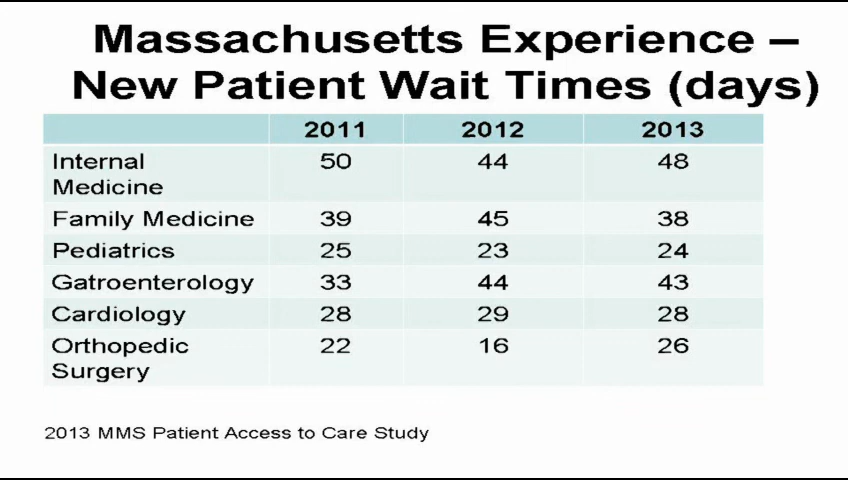 Massachusetts Experience –
New Patient Wait Times (days)
2011 2012 2013
Internal Medicine 50 44 48
Family Medicine 39 45 38
Pediatrics 25 23 24
Gatroenterology 33 44 43
Cardiology 28 29 28
Orthopedic Surgery 22 16 26
2013 MMS Patient Access to Care Study